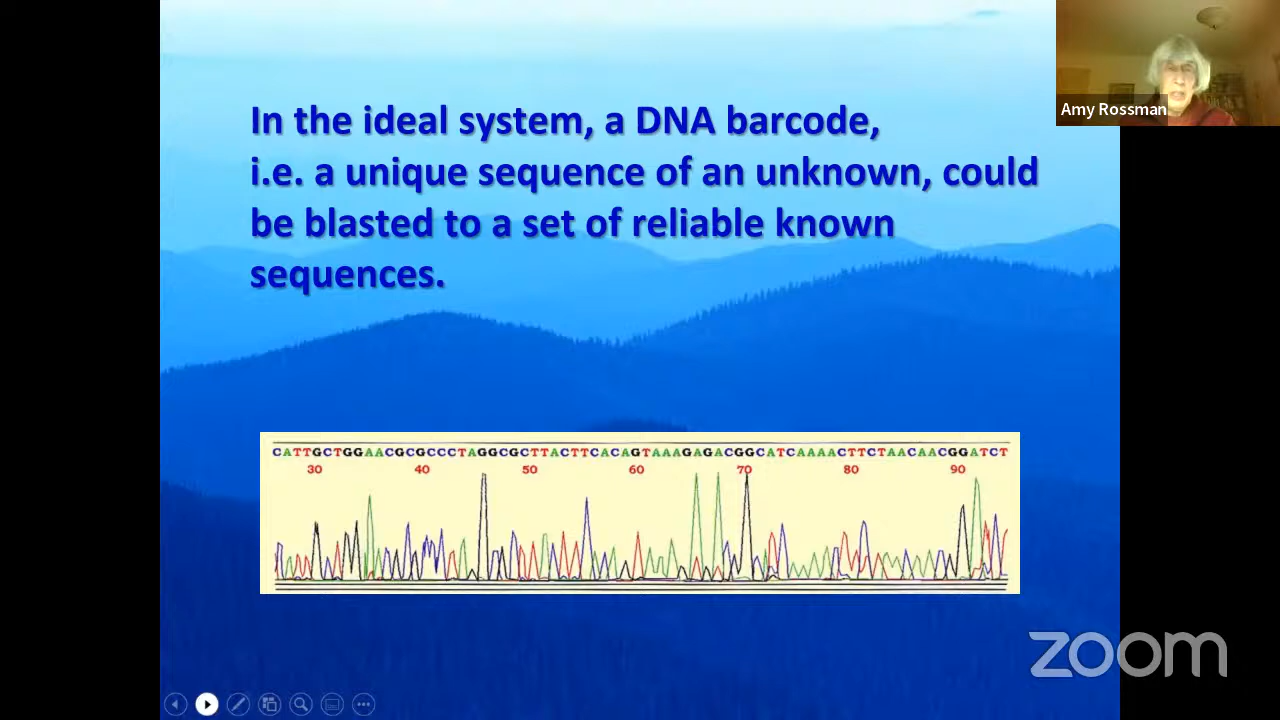 In the ideal system, a DNA barcode,
i.e. a unique sequence of an unknown, could
be blasted to a set of reliable known
sequences.
Amy Rossman
CATTGCTGGAACGCGCCCTAGGCGCTTACTTCACAGTAAAGAGACGGCATCAAAACTTCTAACAACGGATCT
30 40 50 60 70 80 90
zoom